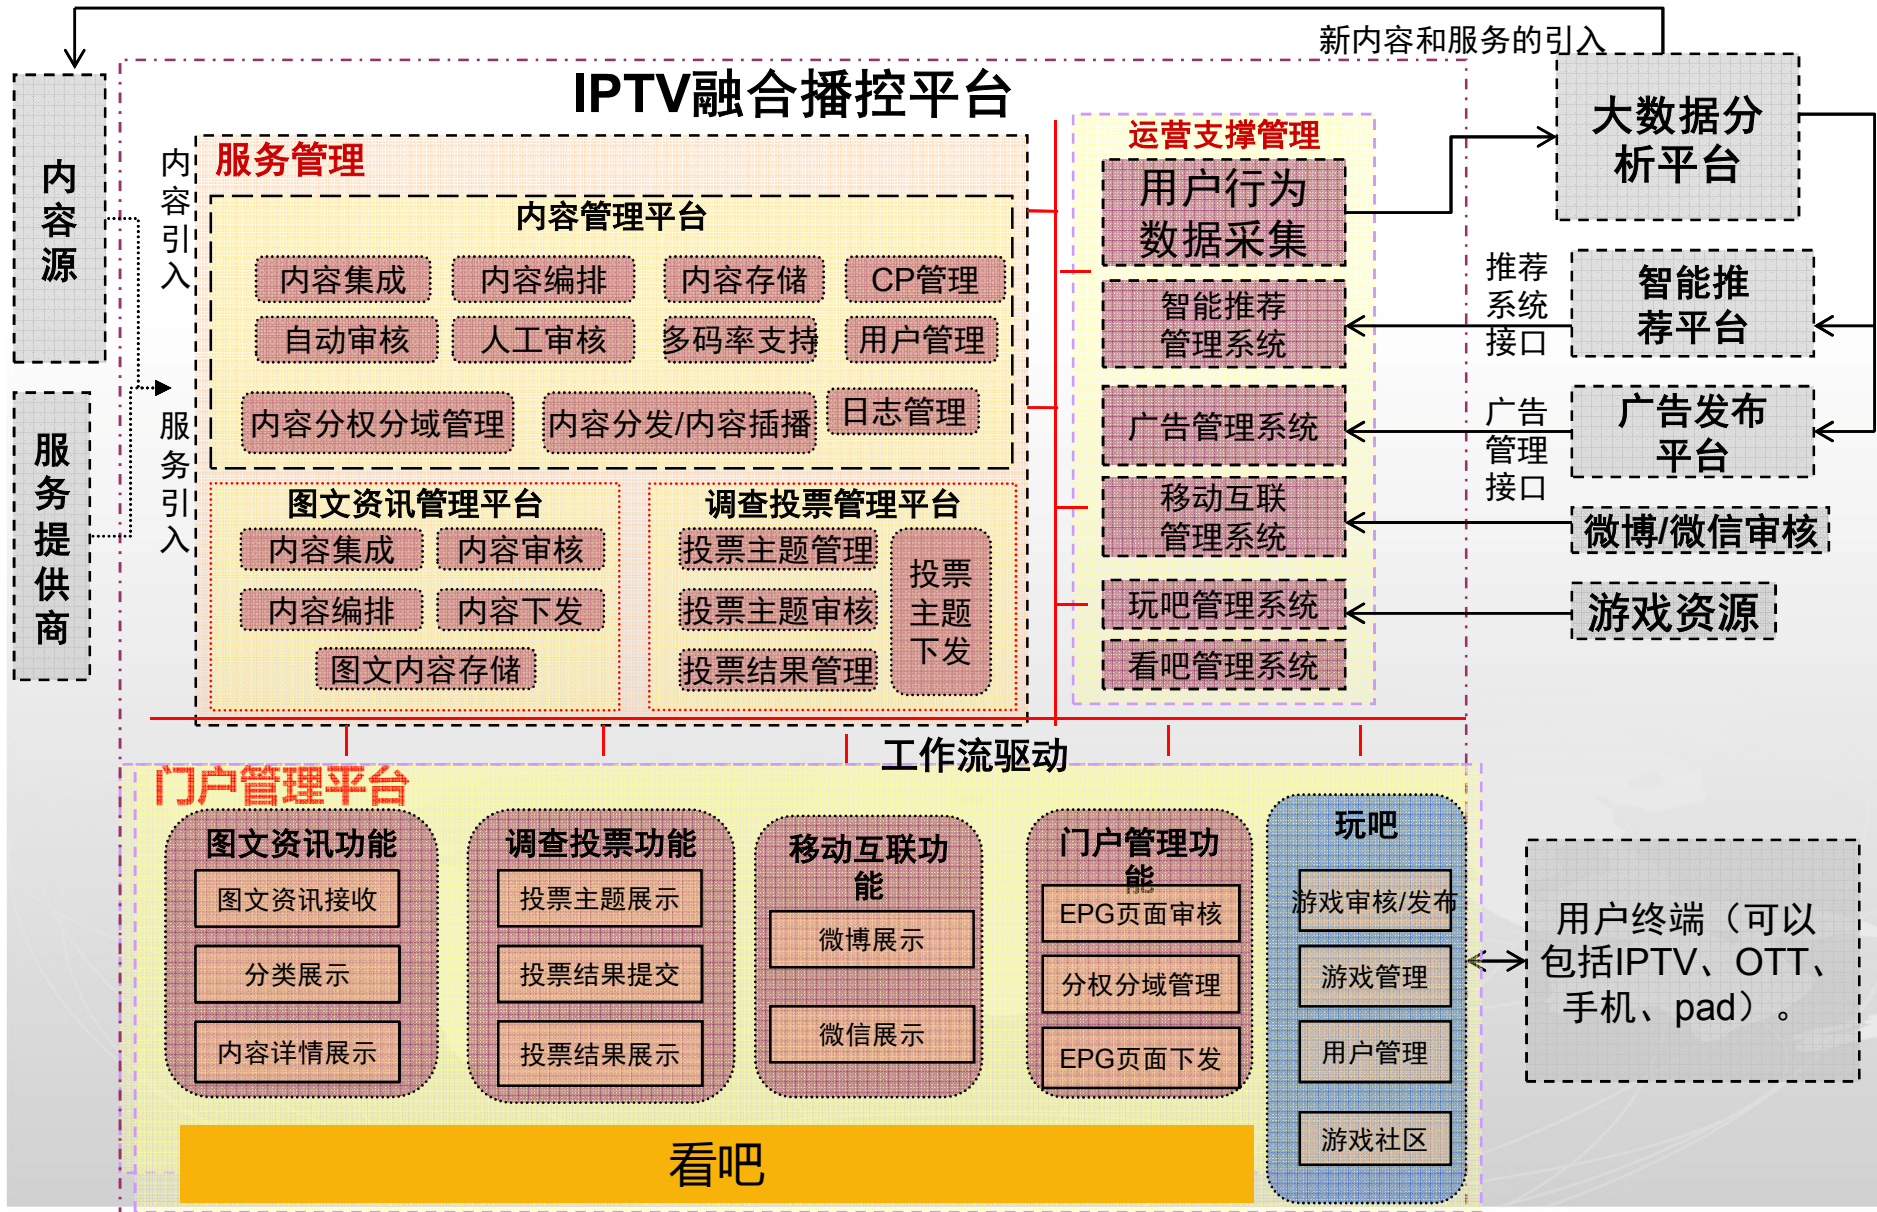 新内容和服务的引入
IPTV融合播控平台
内
容
源
服
务
提
供
商
内
容
引
入
服
务
引
入
服务管理
内容管理平台
内容集成
内容编排
内容存储
CP管理
自动审核
人工审核
多码率支持
用户管理
内容分权分域管理
内容分发/内容插播
日志管理
图文资讯管理平台
内容集成
内容审核
内容编排
内容下发
图文内容存储
调查投票管理平台
投票主题管理
投票主题审核
投票结果管理
投票
主题
下发
运营支撑管理
用户行为
数据采集
智能推荐
管理系统
广告管理系统
移动互联
管理系统
玩吧管理系统
看吧管理系统
大数据分
析平台
推荐
系统
接口
智能推
荐平台
广告
管理
接口
广告发布
平台
微博/微信审核
游戏资源
工作流驱动
门户管理平台
图文资讯功能
图文资讯接收
分类展示
内容详情展示
调查投票功能
投票主题展示
投票结果提交
投票结果展示
移动互联功
能
微博展示
微信展示
门户管理功
能
EPG页面审核
分权分域管理
EPG页面下发
玩吧
游戏审核/发布
游戏管理
用户管理
游戏社区
看吧
用户终端（可以
包括IPTV、OTT、
手机、pad）。